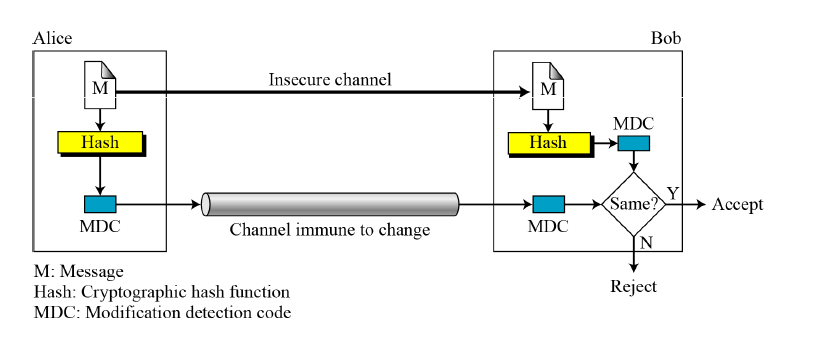 Alice
Bob
Insecure channel
M
M
MDC
Hash
Hash
Same?
Y
Accept
MDC
Channel immune to change
MDC
N
Reject
M: Message
Hash: Cryptographic hash function
MDC: Modification detection code